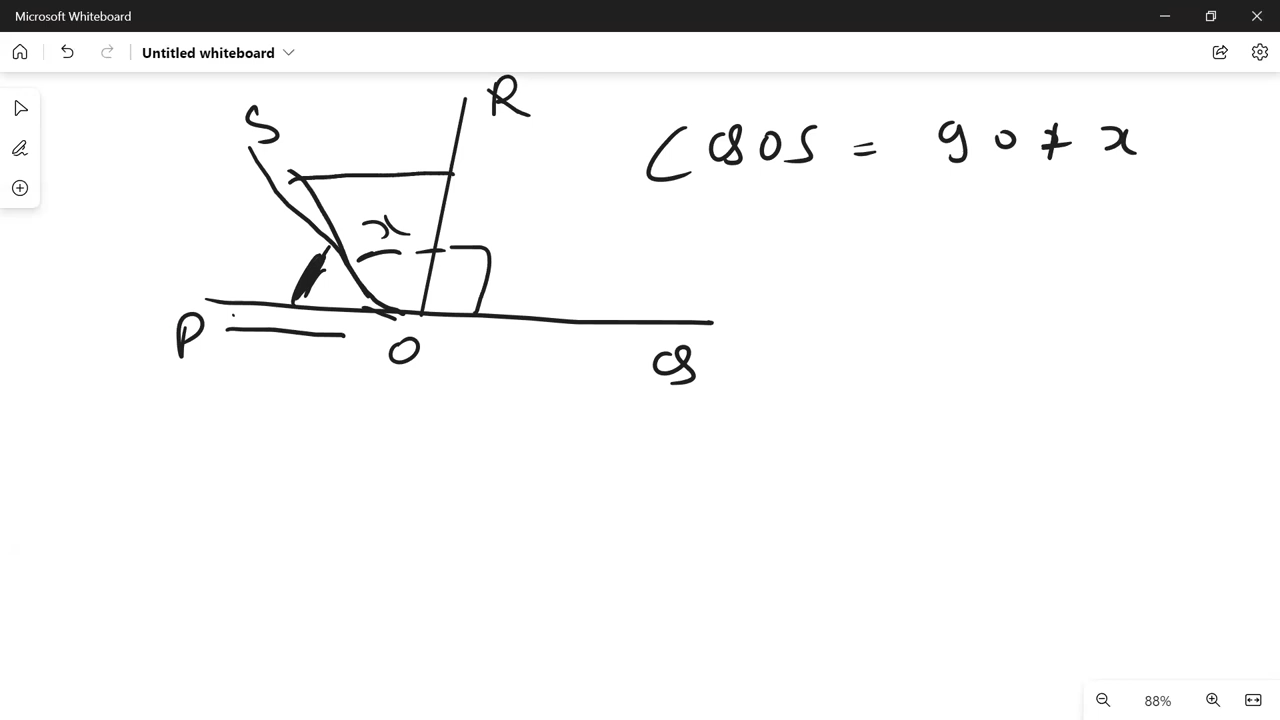 Microsoft Whiteboard
Untitled whiteboard
S
R
∠QOS = 90 + x
x
P
O
Q
88%